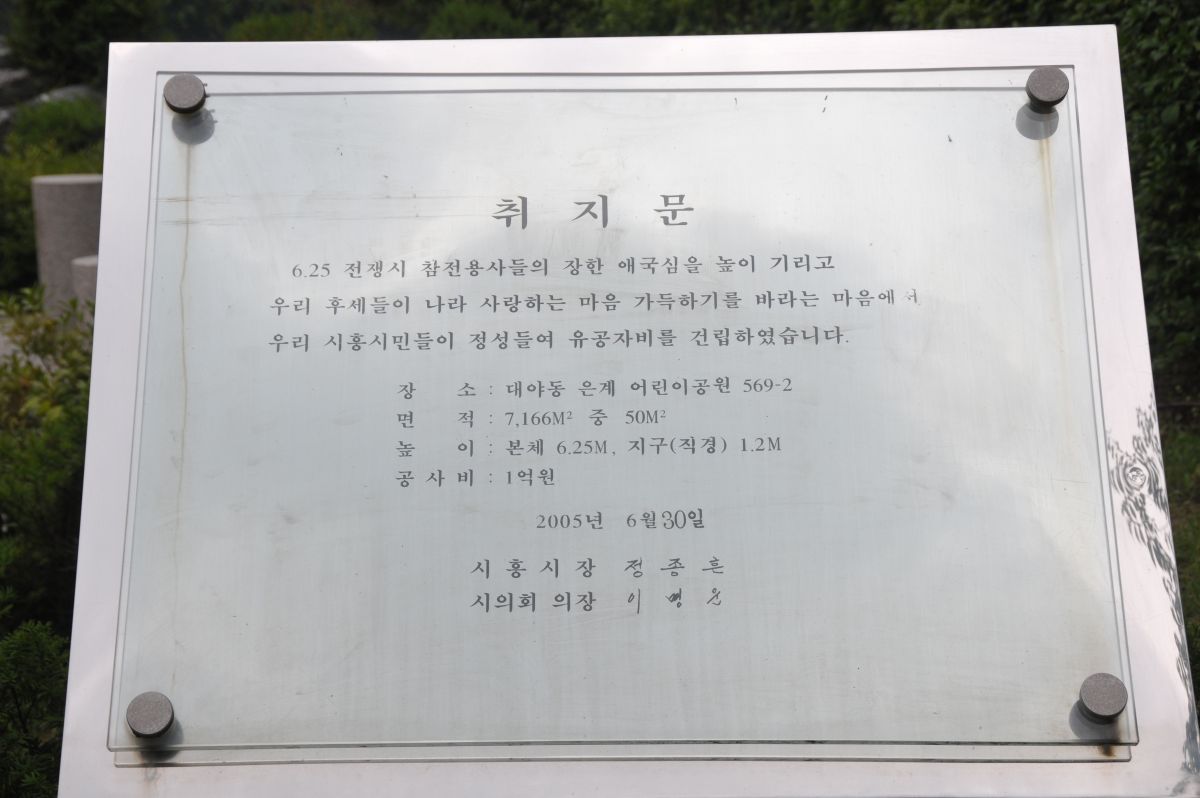 취 지 문
6.25 전쟁시 참전용사들의 장한 애국심을 높이 기리고
우리 후세들이 나라 사랑하는 마음 가득하기를 바라는 마음에서
우리 시흥시민들이 정성들여 유공자비를 건립하였습니다.
장 소 : 대야동 은계 어린이공원 569-2
면 적 : 7,166M² 중 50M²
높 이 : 본체 6.25M, 지구(직경) 1.2M
공 사 비 : 1억원
2005년 6월 30일
시 흥 시 장 정 종 흔
시의회 의장 이 명 운